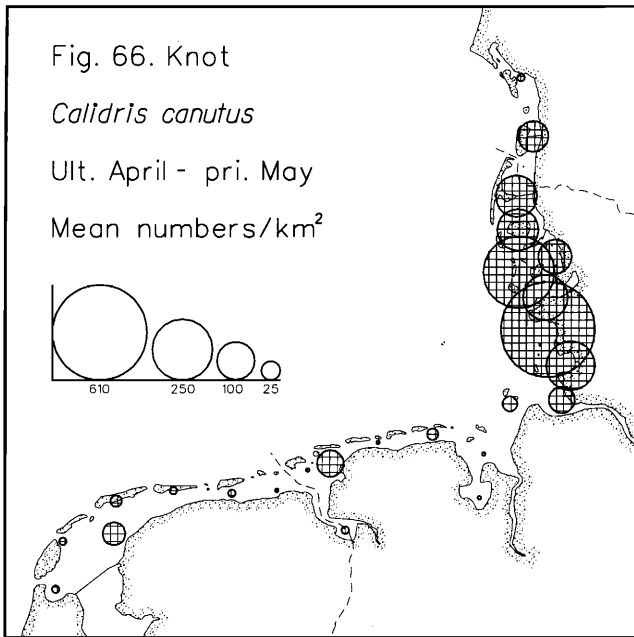 Fig. 66. Knot
Calidris canutus
Ult. April - pri. May
Mean numbers/km²
610 250 100 25